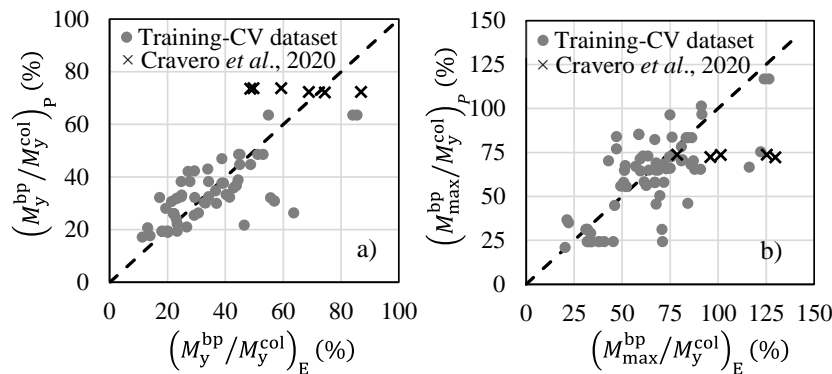 100
80
60
40
20
0
(M_y^bp/M_y^col)_P (%)
Training-CV dataset
Cravero et al., 2020
a)
0 20 40 60 80 100
(M_y^bp/M_y^col)_E (%)
150
125
100
75
50
25
0
(M_max^bp/M_y^col)_P (%)
Training-CV dataset
Cravero et al., 2020
b)
0 25 50 75 100 125 150
(M_max^bp/M_y^col)_E (%)